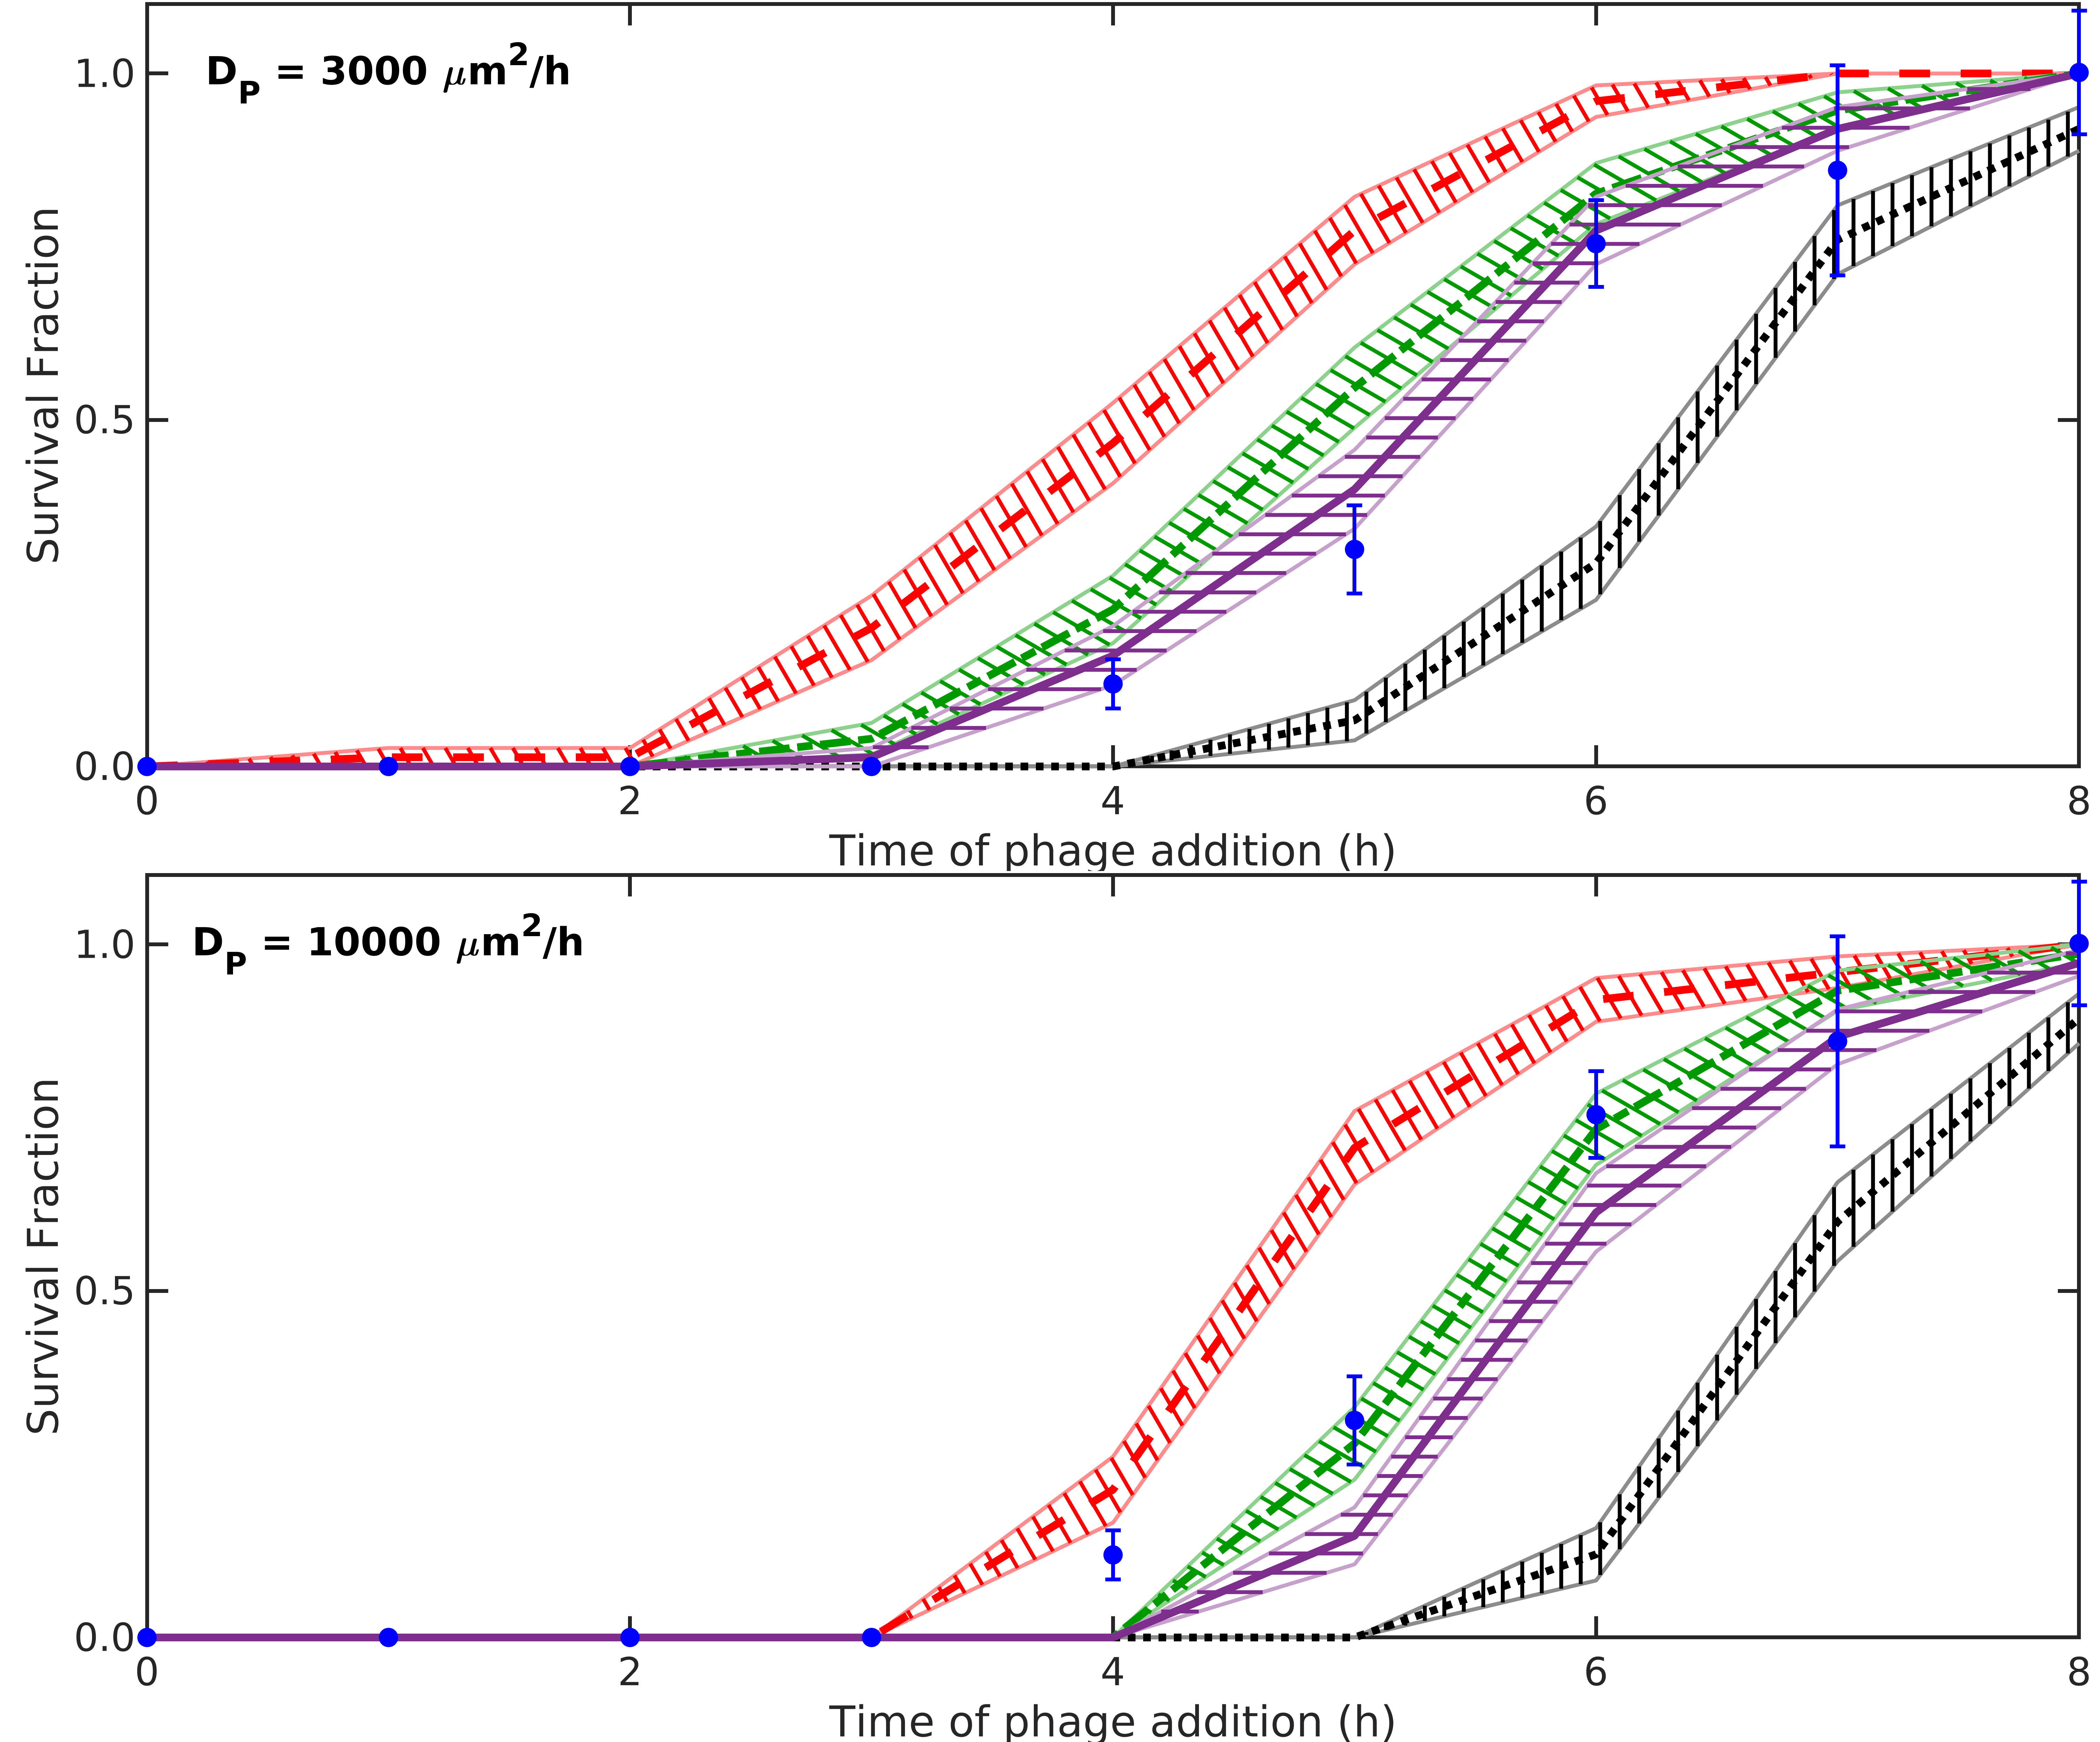 D_P = 3000 μm²/h
1.0
0.5
0.0
Survival Fraction
0 2 4 6 8
Time of phage addition (h)
D_P = 10000 μm²/h
1.0
0.5
0.0
Survival Fraction
0 2 4 6 8
Time of phage addition (h)